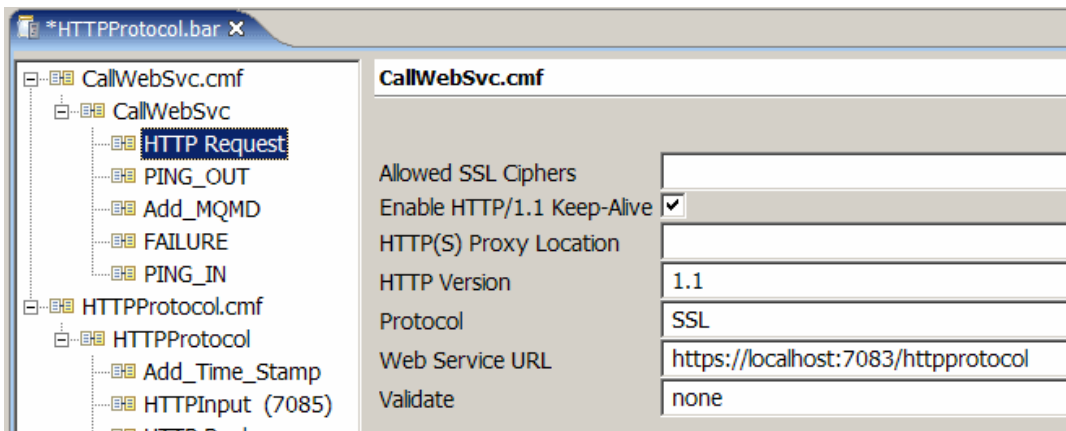 *HTTPProtocol.bar
CallWebSvc.cmf
CallWebSvc
HTTP Request
PING_OUT
Add_MQMD
FAILURE
PING_IN
HTTPProtocol.cmf
HTTPProtocol
Add_Time_Stamp
HTTPInput (7085)
CallWebSvc.cmf
Allowed SSL Ciphers
Enable HTTP/1.1 Keep-Alive
HTTP(S) Proxy Location
HTTP Version 1.1
Protocol SSL
Web Service URL https://localhost:7083/httpprotocol
Validate none